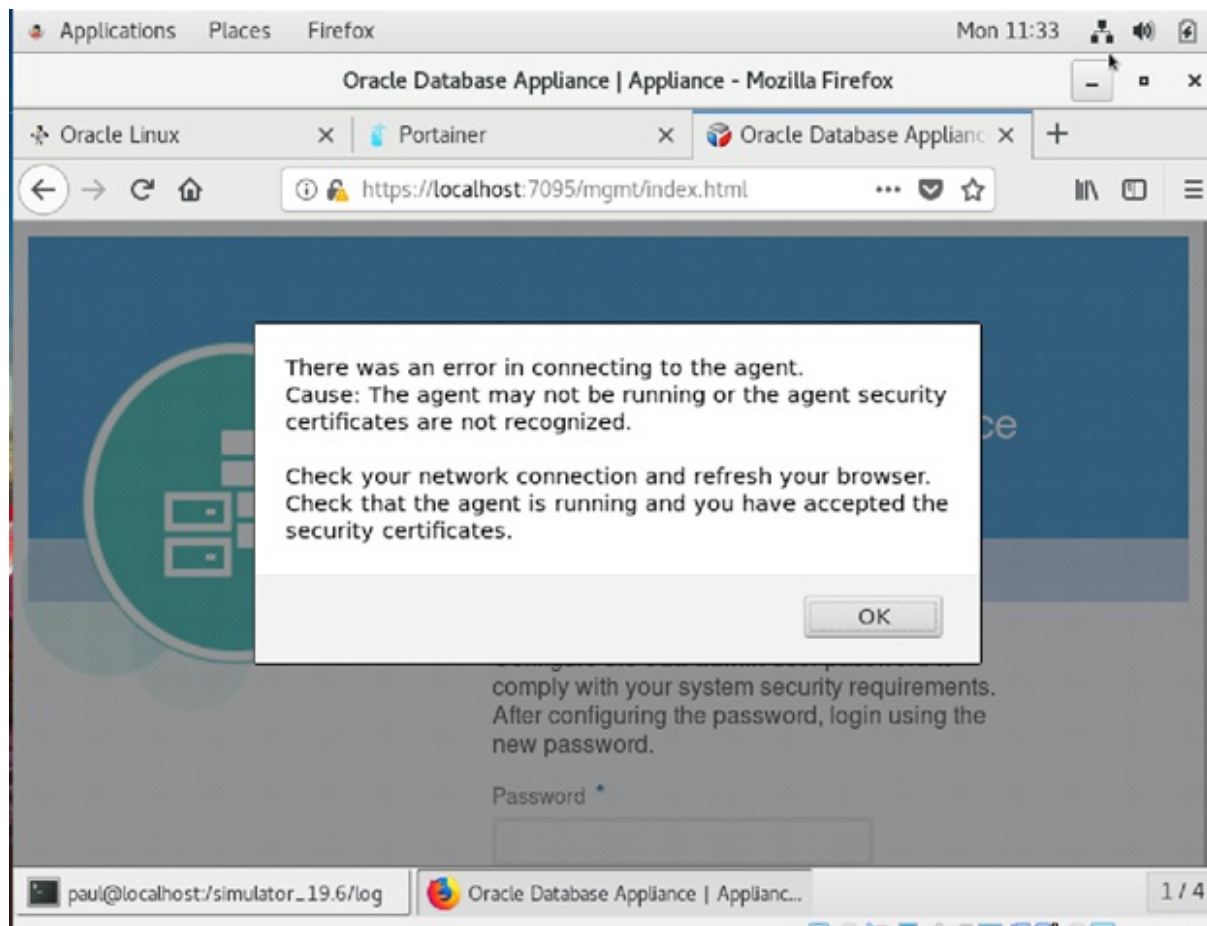 Applications Places Firefox Mon 11:33
Oracle Database Appliance | Appliance - Mozilla Firefox
Oracle Linux Portainer Oracle Database Applianc
https://localhost:7095/mgmt/index.html
There was an error in connecting to the agent.
Cause: The agent may not be running or the agent security
certificates are not recognized.
Check your network connection and refresh your browser.
Check that the agent is running and you have accepted the
security certificates.
ce
OK
comply with your system security requirements.
After configuring the password, login using the
new password.
Password *
paul@localhost:/simulator_19.6/log Oracle Database Appliance | Applianc... 1 / 4